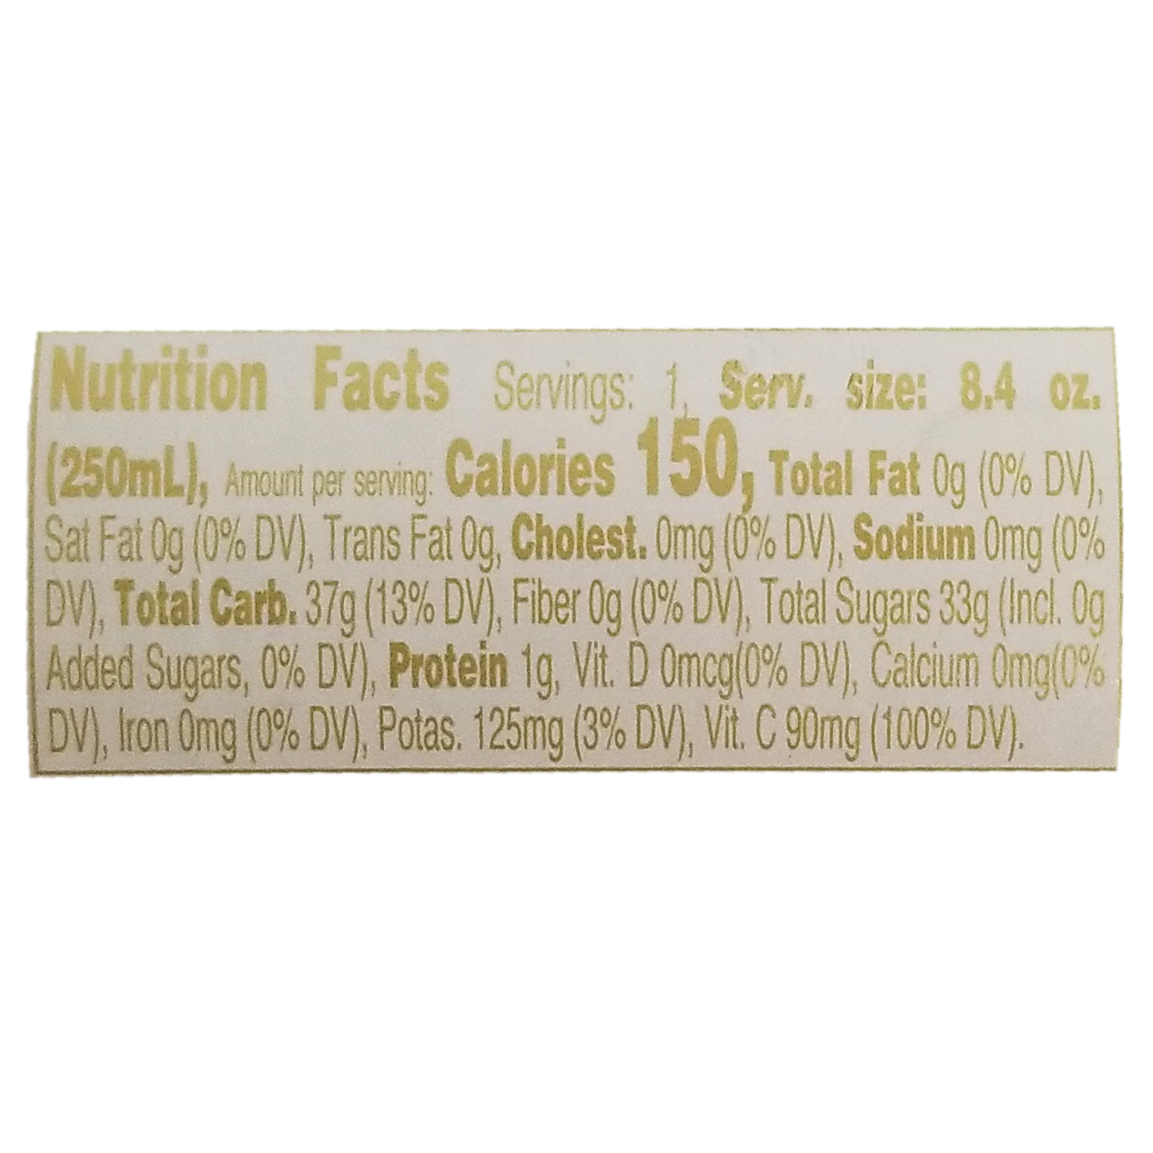 Nutrition Facts Servings: 1, Serv. size: 8.4 oz.
(250mL), Amount per serving: Calories 150, Total Fat 0g (0% DV),
Sat Fat 0g (0% DV), Trans Fat 0g, Cholest. 0mg (0% DV), Sodium 0mg (0%
DV), Total Carb. 37g (13% DV), Fiber 0g (0% DV), Total Sugars 33g (Incl. 0g
Added Sugars, 0% DV), Protein 1g, Vit. D 0mcg(0% DV), Calcium 0mg(0%
DV), Iron 0mg (0% DV), Potas. 125mg (3% DV), Vit. C 90mg (100% DV).